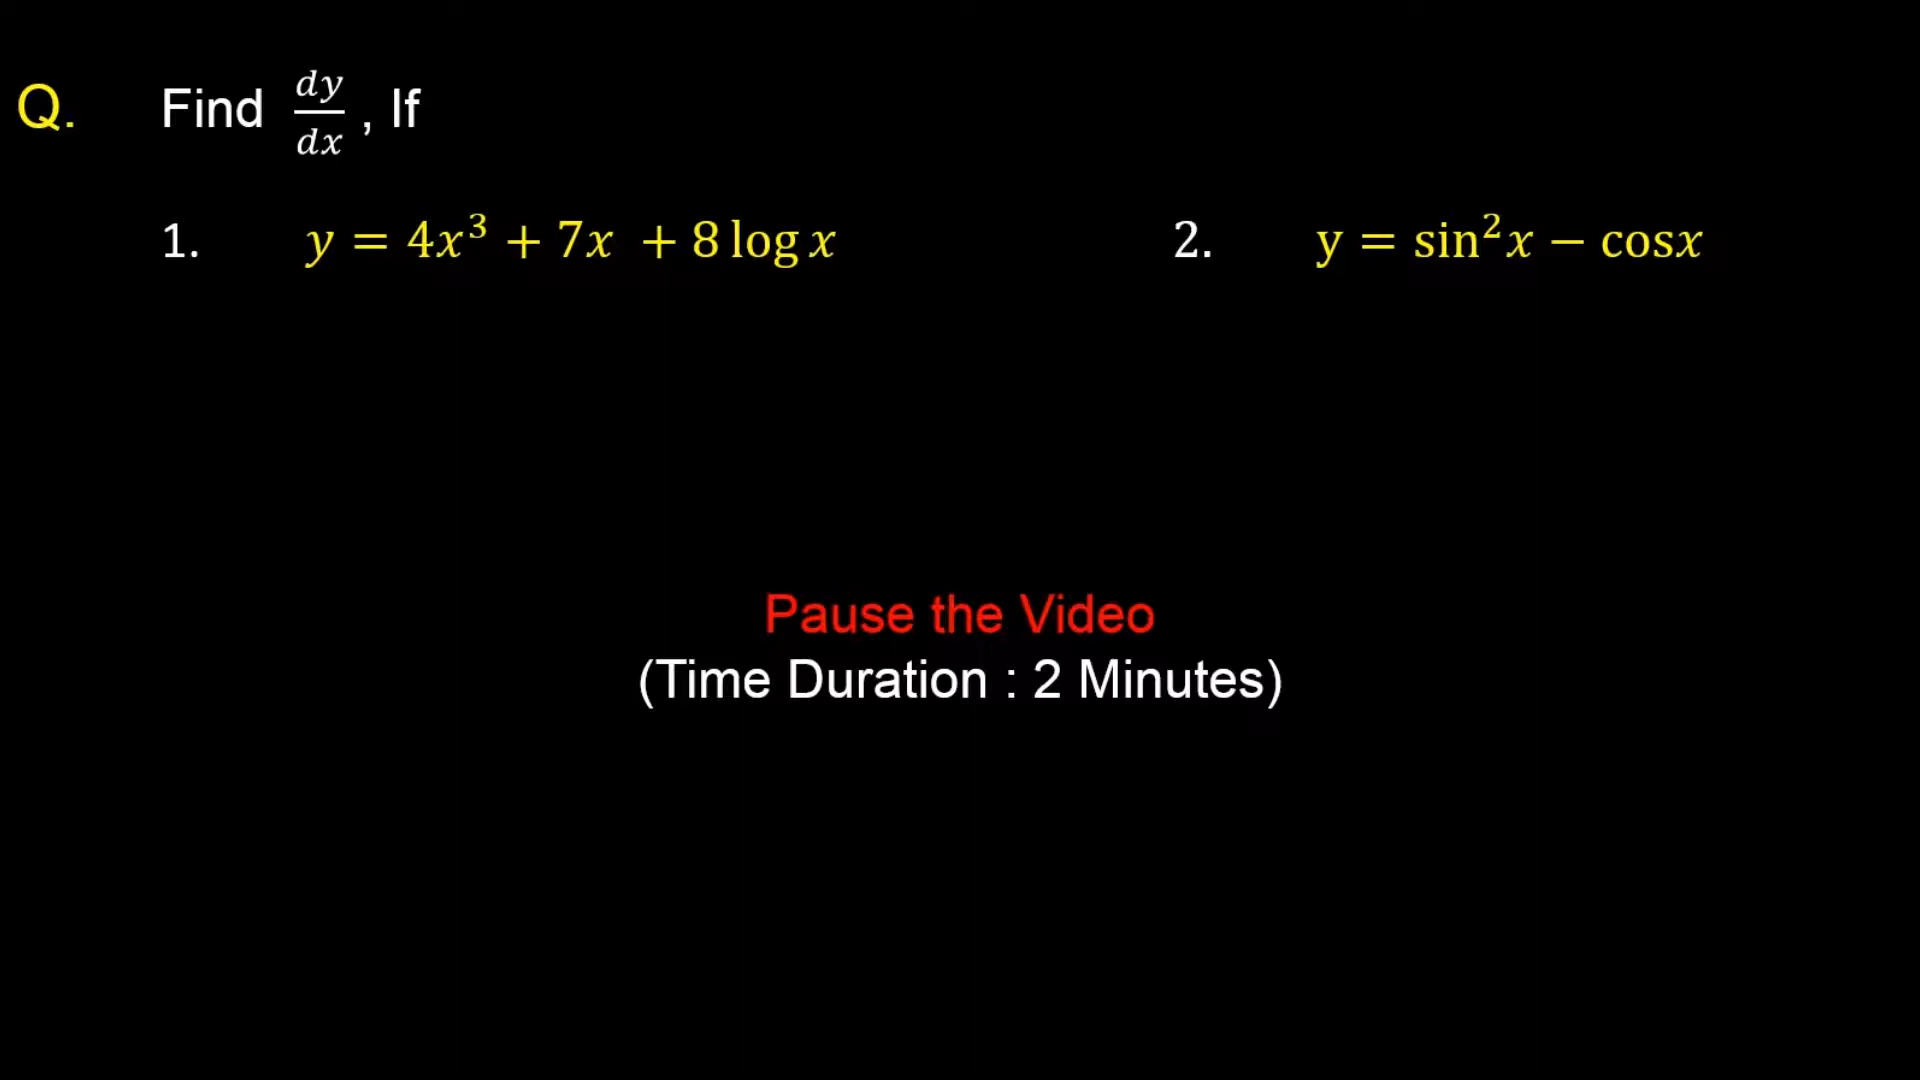 Q. Find dy/dx , If
1. y = 4x³ + 7x + 8 log x 2. y = sin²x − cosx
Pause the Video
(Time Duration : 2 Minutes)